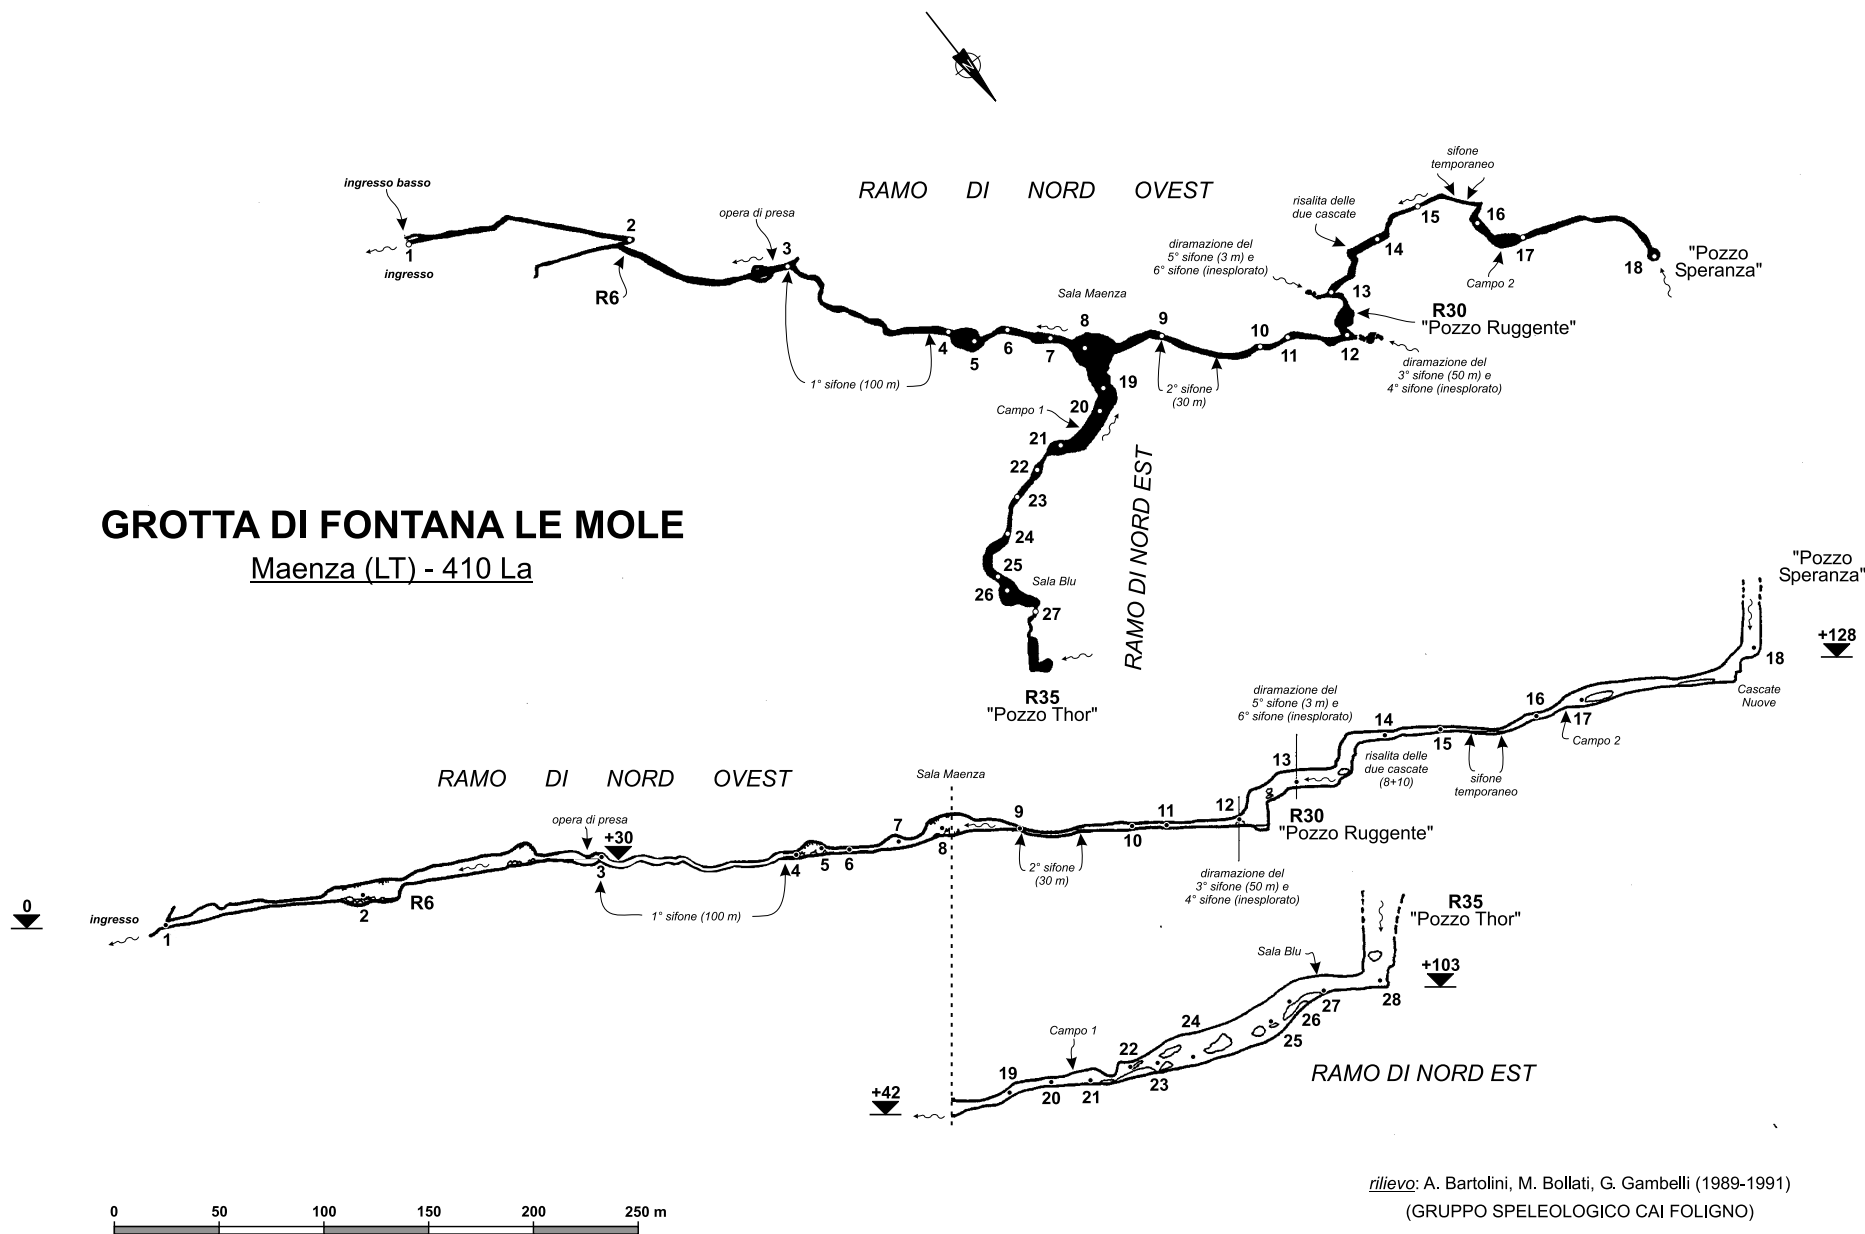 ingresso basso
1
ingresso
2
R6
opera di presa
3
RAMO DI NORD OVEST
1° sifone (100 m)
4
5
6
7
Sala Maenza
8
9
2° sifone
(30 m)
10
11
12
diramazione del
3° sifone (50 m) e
4° sifone (inesplorato)
R30
"Pozzo Ruggente"
13
diramazione del
5° sifone (3 m) e
6° sifone (inesplorato)
risalita delle
due cascate
14
15
sifone
temporaneo
16
17
Campo 2
18
"Pozzo
Speranza"
19
20
Campo 1
21
22
23
24
25
Sala Blu
26
27
R35
"Pozzo Thor"
RAMO DI NORD EST
GROTTA DI FONTANA LE MOLE
Maenza (LT) - 410 La
RAMO DI NORD OVEST
0
ingresso
1
2
R6
opera di presa
+30
3
1° sifone (100 m)
4
5
6
7
Sala Maenza
8
9
2° sifone
(30 m)
10
11
12
diramazione del
3° sifone (50 m) e
4° sifone (inesplorato)
diramazione del
5° sifone (3 m) e
6° sifone (inesplorato)
13
R30
"Pozzo Ruggente"
14
risalita delle
due cascate
(8+10)
15
sifone
temporaneo
16
17
Campo 2
"Pozzo
Speranza"
+128
18
Cascate
Nuove
R35
"Pozzo Thor"
Sala Blu
+103
28
27
26
25
24
23
22
Campo 1
21
20
19
+42
RAMO DI NORD EST
rilievo: A. Bartolini, M. Bollati, G. Gambelli (1989-1991)
(GRUPPO SPELEOLOGICO CAI FOLIGNO)
0 50 100 150 200 250 m